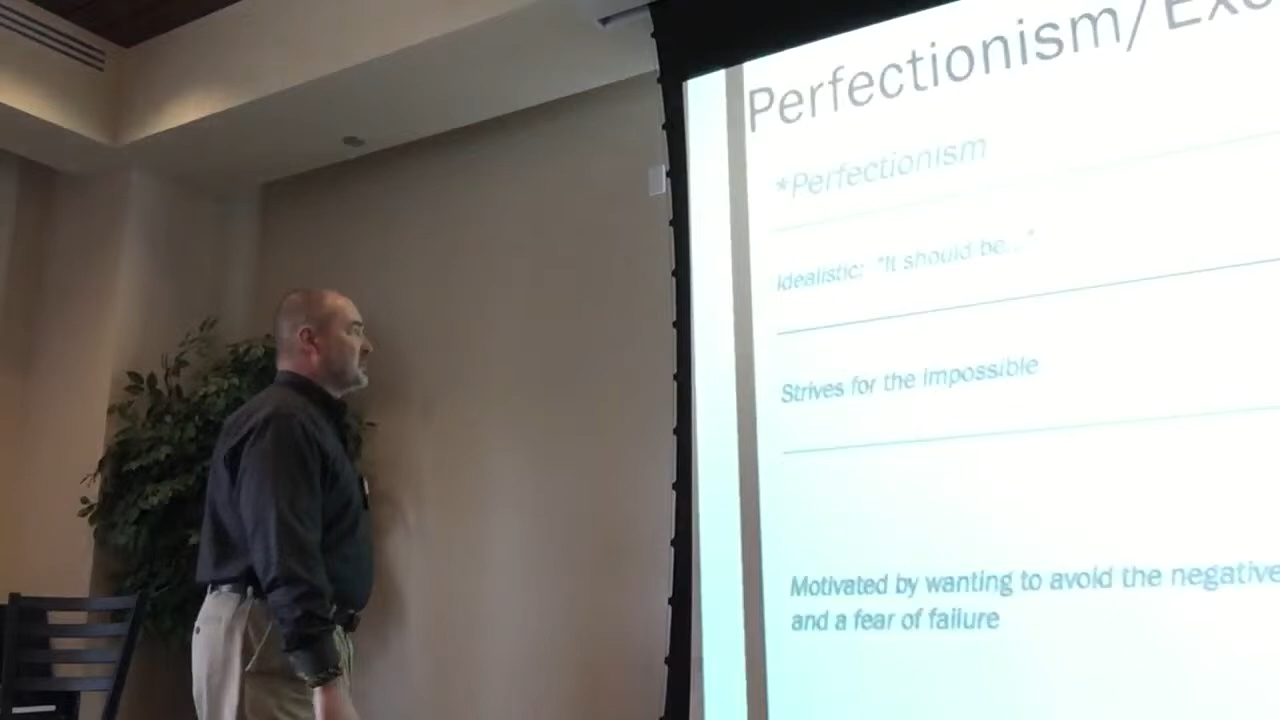 Perfectionism/Exc
*Perfectionism
Idealistic: "It should be..."
Strives for the impossible
Motivated by wanting to avoid the negative
and a fear of failure